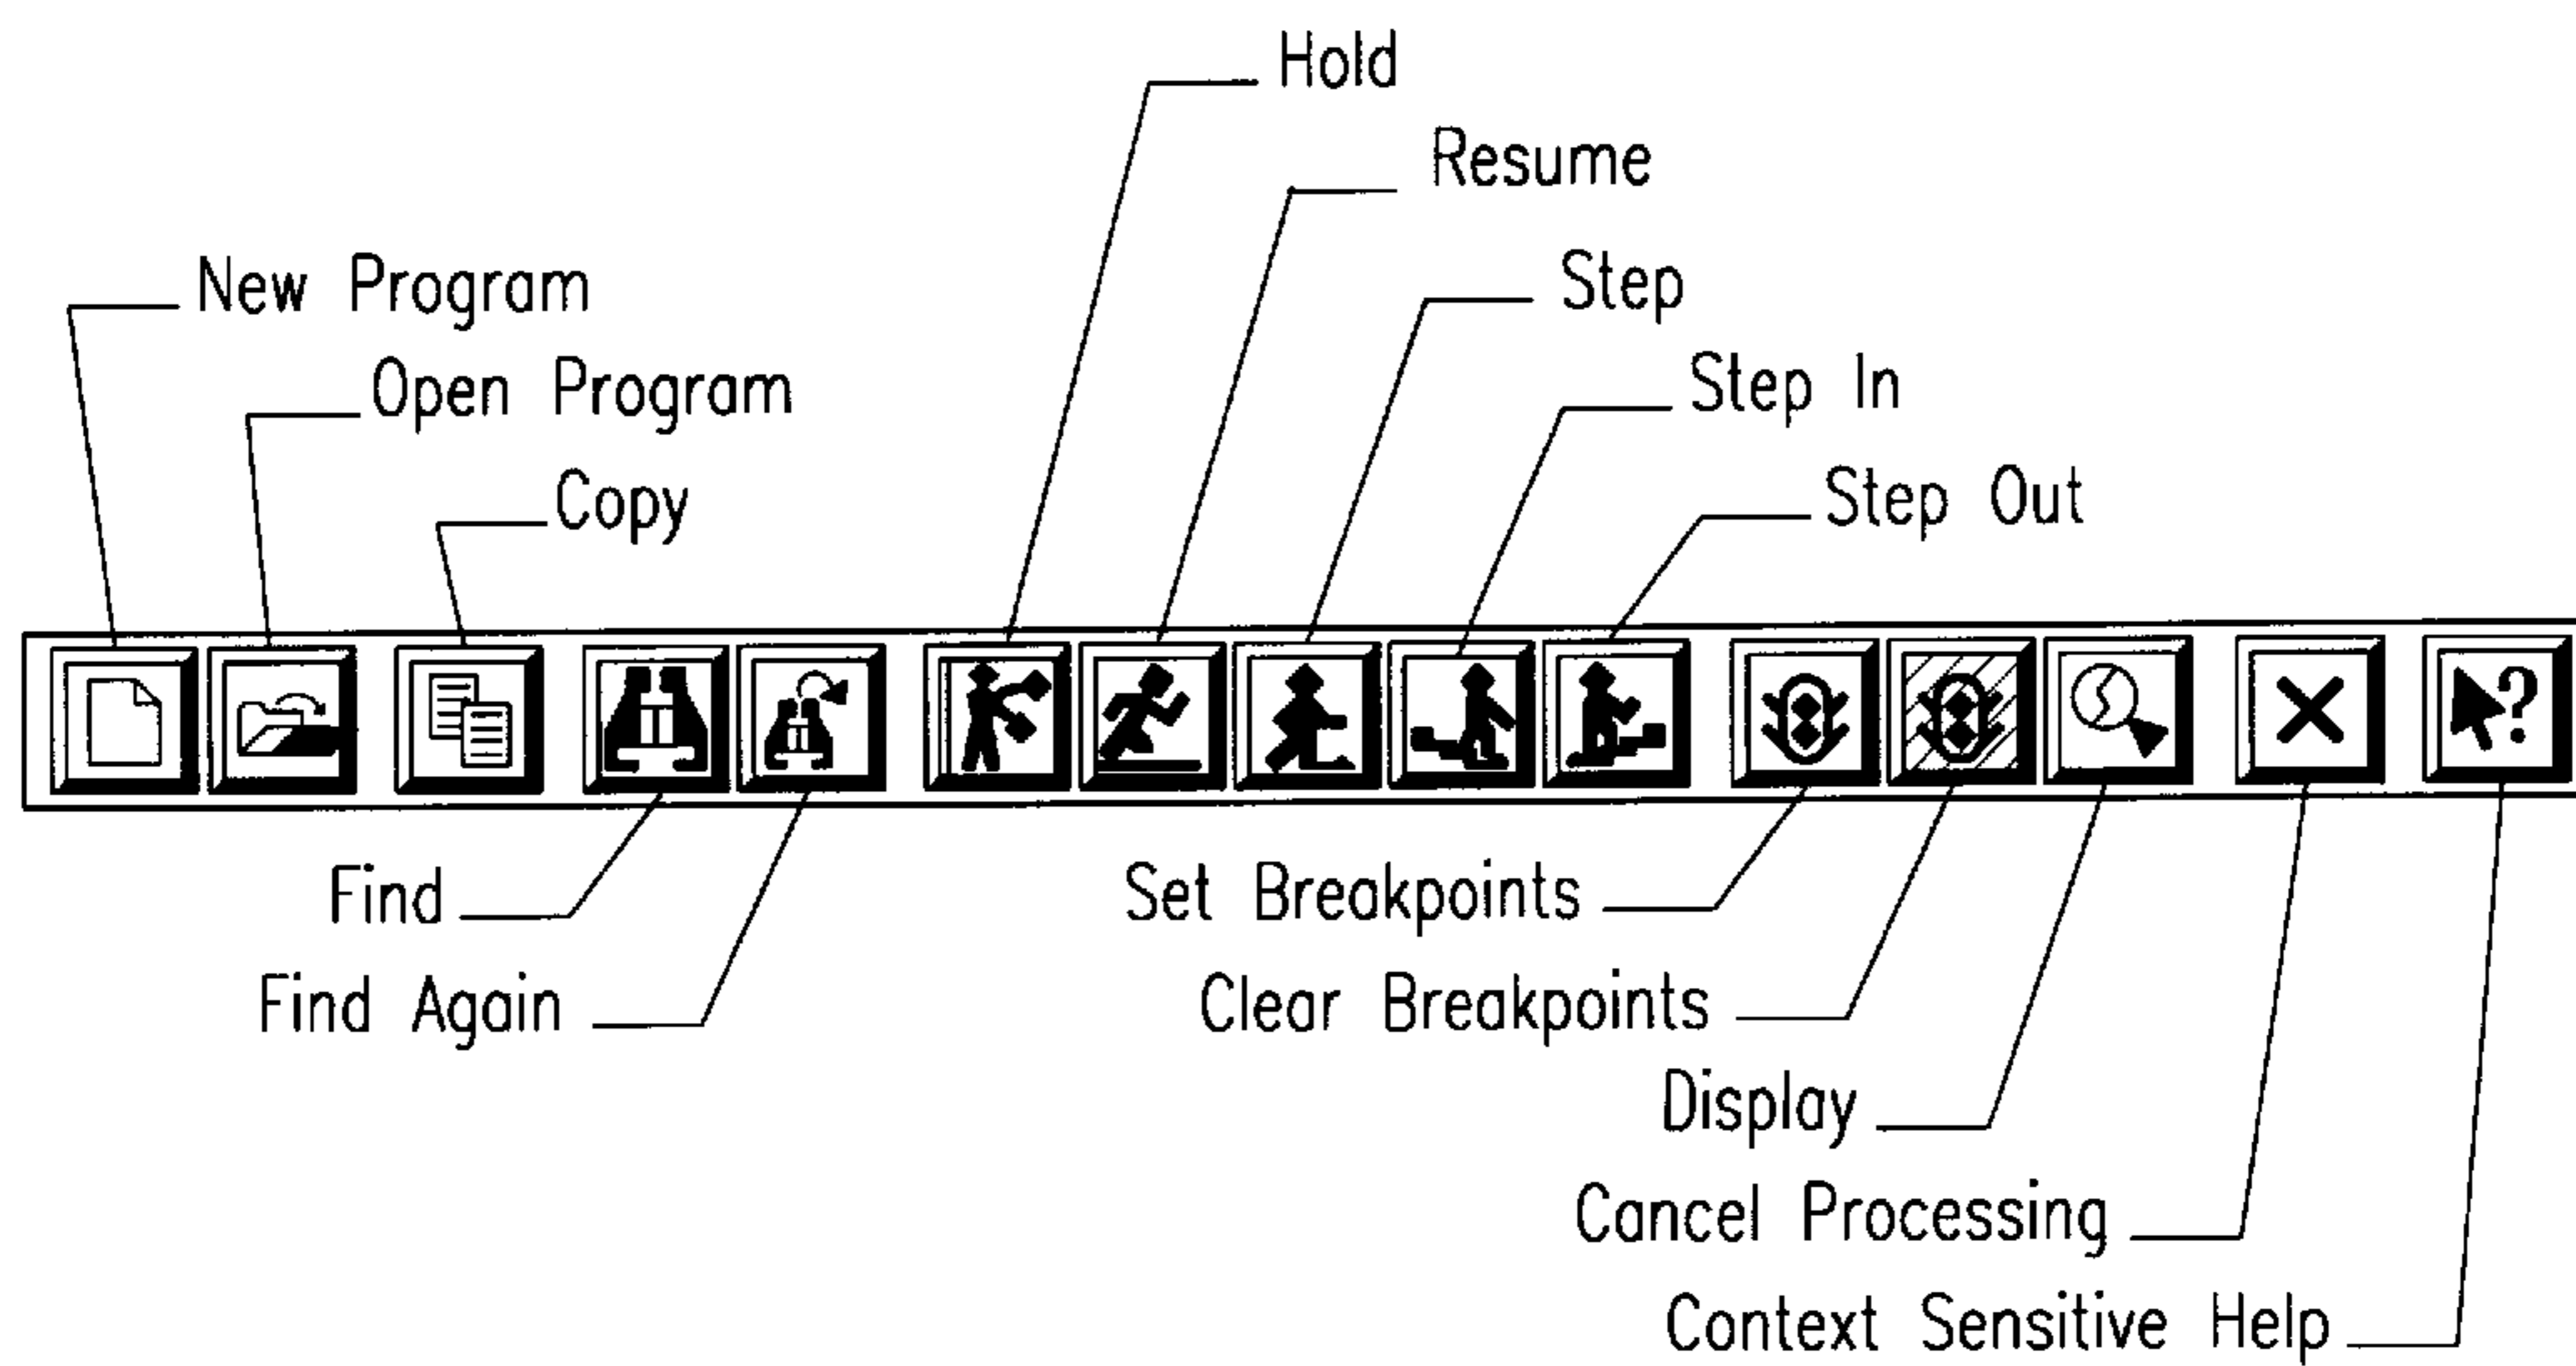 Hold
Resume
New Program
Step
Open Program
Step In
Copy
Step Out
?
Find
Set Breakpoints
Find Again
Clear Breakpoints
Display
Cancel Processing
Context Sensitive Help